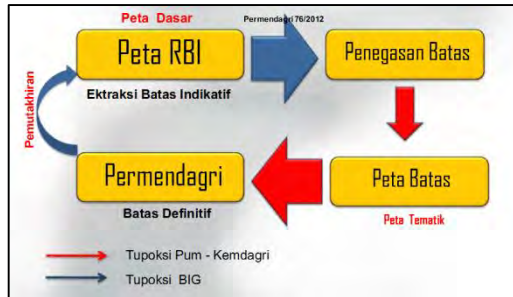 Peta Dasar
Permendagri 76/2012
Peta RBI
Penegasan Batas
Ektraksi Batas Indikatif
Pemutakhiran
Permendagri
Peta Batas
Batas Definitif
Peta Tematik
Tupoksi Pum - Kemdagri
Tupoksi BIG